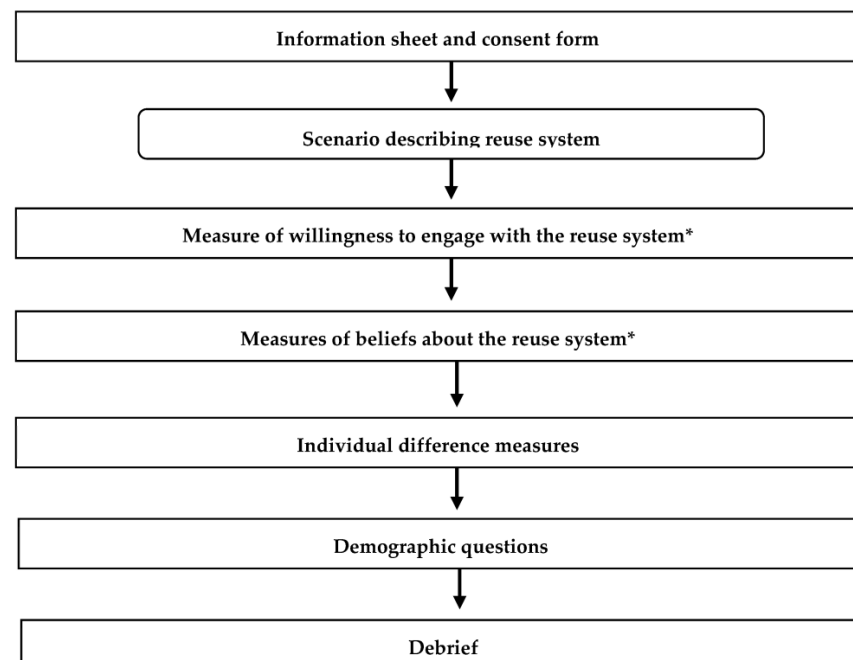 Information sheet and consent form
Scenario describing reuse system
Measure of willingness to engage with the reuse system*
Measures of beliefs about the reuse system*
Individual difference measures
Demographic questions
Debrief